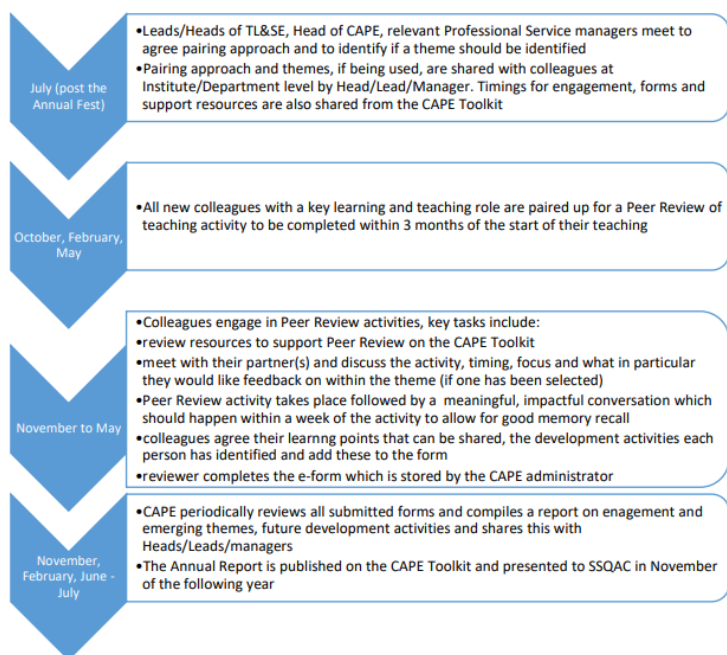 July (post the
Annual Fest)
•Leads/Heads of TL&SE, Head of CAPE, relevant Professional Service managers meet to
agree pairing approach and to identify if a theme should be identified
•Pairing approach and themes, if being used, are shared with colleagues at
Institute/Department level by Head/Lead/Manager. Timings for engagement, forms and
support resources are also shared from the CAPE Toolkit
October, February,
May
•All new colleagues with a key learning and teaching role are paired up for a Peer Review of
teaching activity to be completed within 3 months of the start of their teaching
November to May
•Colleagues engage in Peer Review activities, key tasks include:
•review resources to support Peer Review on the CAPE Toolkit
•meet with their partner(s) and discuss the activity, timing, focus and what in particular
they would like feedback on within the theme (if one has been selected)
•Peer Review activity takes place followed by a meaningful, impactful conversation which
should happen within a week of the activity to allow for good memory recall
•colleagues agree their learnng points that can be shared, the development activities each
person has identified and add these to the form
•reviewer completes the e-form which is stored by the CAPE administrator
November,
February, June -
July
•CAPE periodically reviews all submitted forms and compiles a report on enagement and
emerging themes, future development activities and shares this with
Heads/Leads/managers
•The Annual Report is published on the CAPE Toolkit and presented to SSQAC in November
of the following year